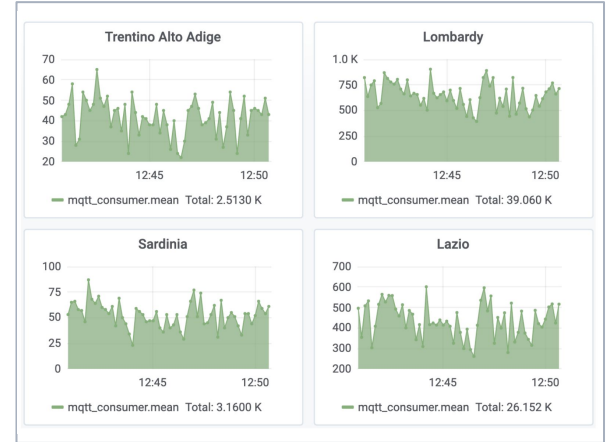 Trentino Alto Adige
70
60
50
40
30
20
12:45 12:50
mqtt_consumer.mean Total: 2.5130 K
Lombardy
1.0 K
750
500
250
0
12:45 12:50
mqtt_consumer.mean Total: 39.060 K
Sardinia
100
75
50
25
0
12:45 12:50
mqtt_consumer.mean Total: 3.1600 K
Lazio
700
600
500
400
300
200
12:45 12:50
mqtt_consumer.mean Total: 26.152 K